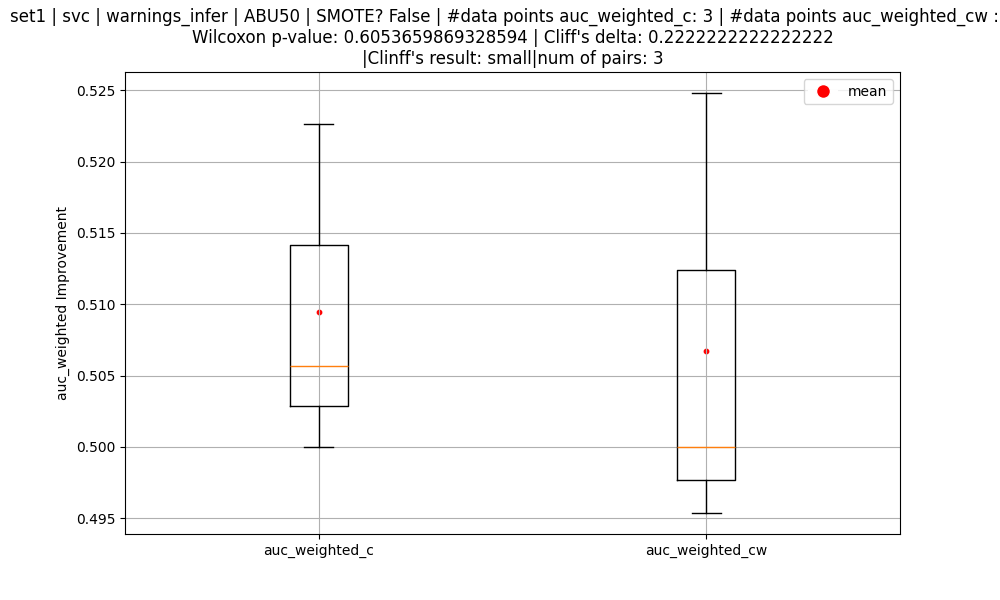 set1 | svc | warnings_infer | ABU50 | SMOTE? False | #data points auc_weighted_c: 3 | #data points auc_weighted_cw :
Wilcoxon p-value: 0.6053659869328594 | Cliff's delta: 0.2222222222222222
|Clinff's result: small|num of pairs: 3
mean
0.525
0.520
0.515
0.510
0.505
0.500
0.495
auc_weighted Improvement
auc_weighted_c
auc_weighted_cw